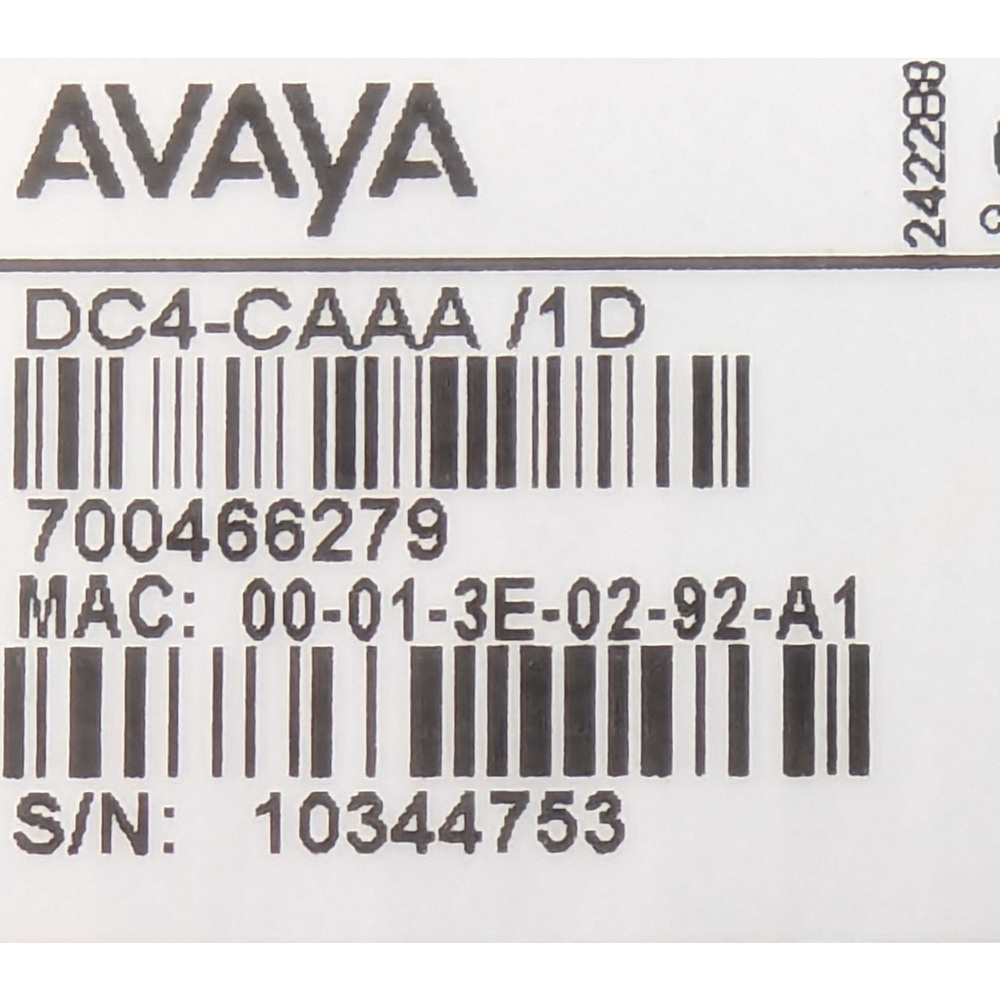 AVAYA
242288
DC4-CAAA /1D
700466279
MAC: 00-01-3E-02-92-A1
S/N: 10344753